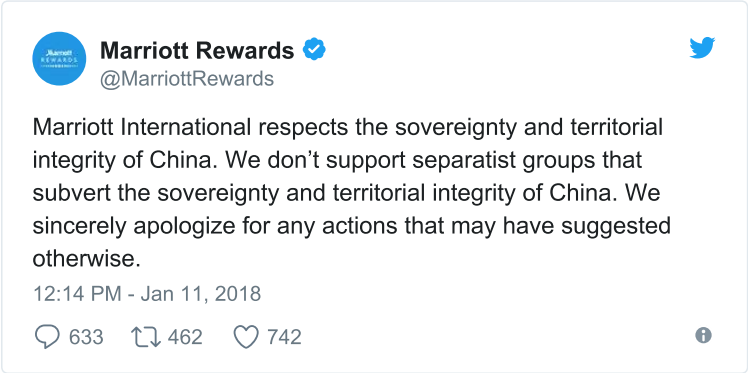 Marriott
REWARDS
Marriott Rewards
@MarriottRewards
Marriott International respects the sovereignty and territorial
integrity of China. We don’t support separatist groups that
subvert the sovereignty and territorial integrity of China. We
sincerely apologize for any actions that may have suggested
otherwise.
12:14 PM - Jan 11, 2018
633 462 742